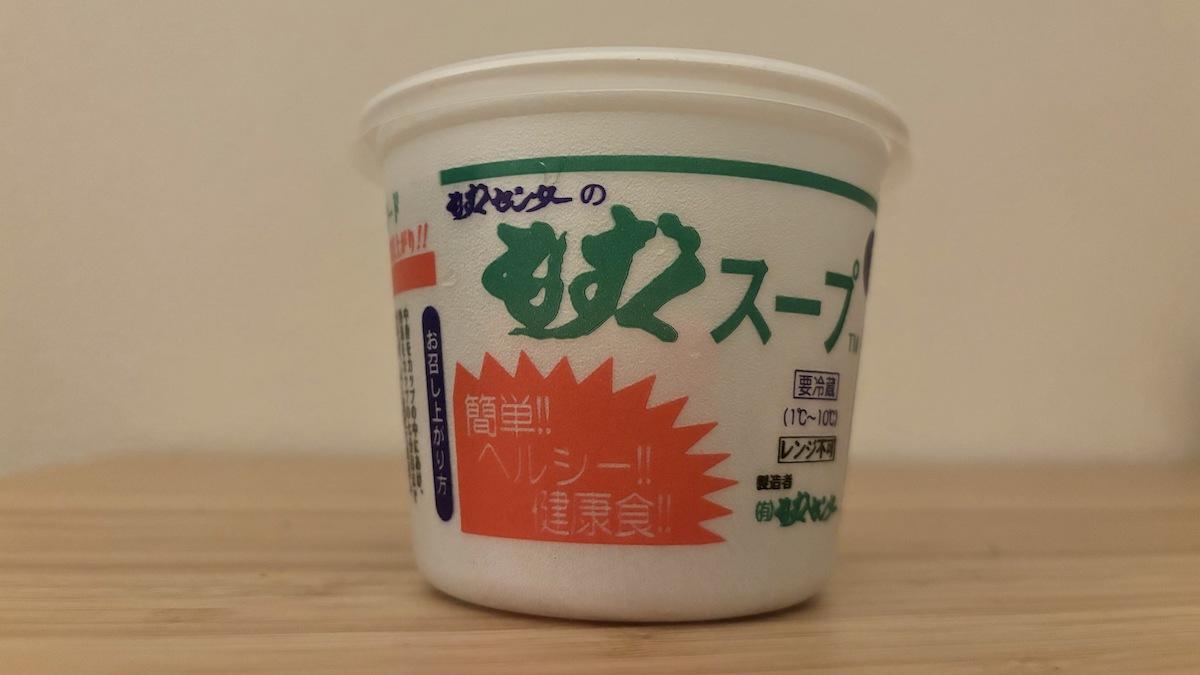 もずくセンターの
もずくスープ
TM
簡単!!
ヘルシー!!
健康食!!
要冷蔵
(1℃~10℃)
レンジ不可
製造者
(有)もずくセンター
お召し上がり方